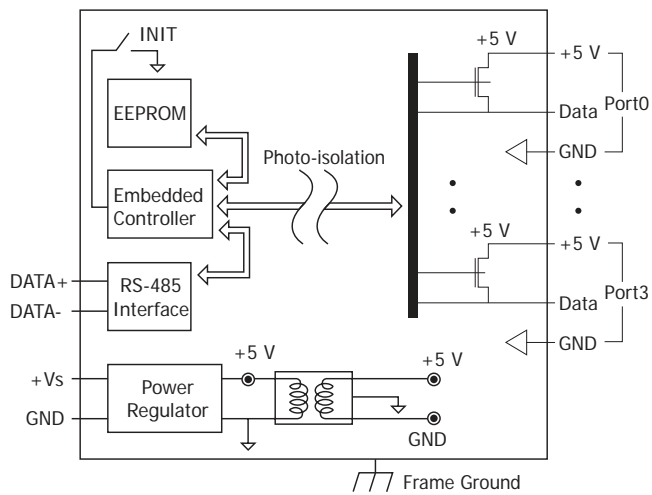 INIT
+5 V
+5 V
EEPROM
Data
Port0
Photo-isolation
GND
Embedded
Controller
+5 V
+5 V
DATA+
RS-485
Interface
Port3
DATA-
Data
GND
+5 V
+5 V
+Vs
Power
Regulator
GND
GND
Frame Ground